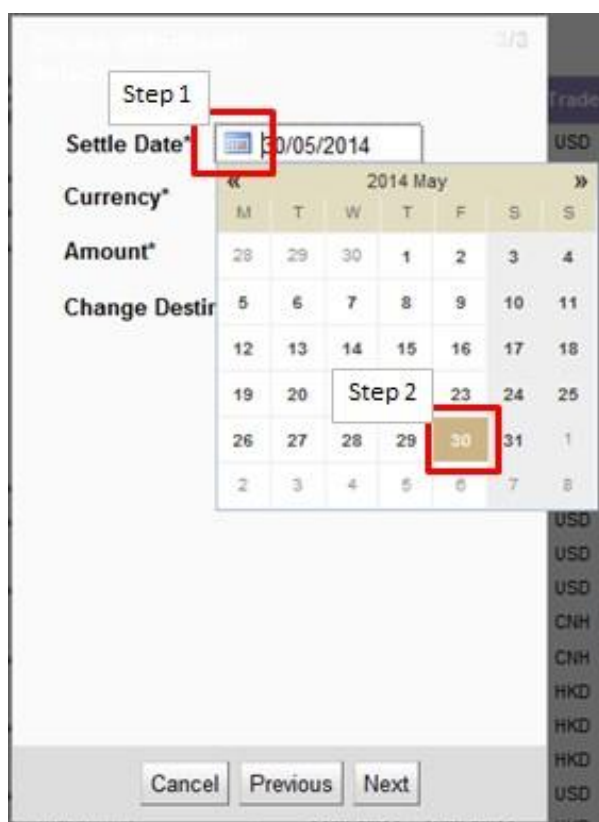 3/3
Step 1
Trade
Settle Date* 30/05/2014
USD
« 2014 May »
Currency*
M T W T F S S
Amount*
28 29 30 1 2 3 4
Change Destin
5 6 7 8 9 10 11
12 13 14 15 16 17 18
19 20 Step 2 23 24 25
26 27 28 29 30 31 1
2 3 4 5 6 7 8
USD
USD
USD
CNH
CNH
HKD
HKD
HKD
Cancel Previous Next
USD